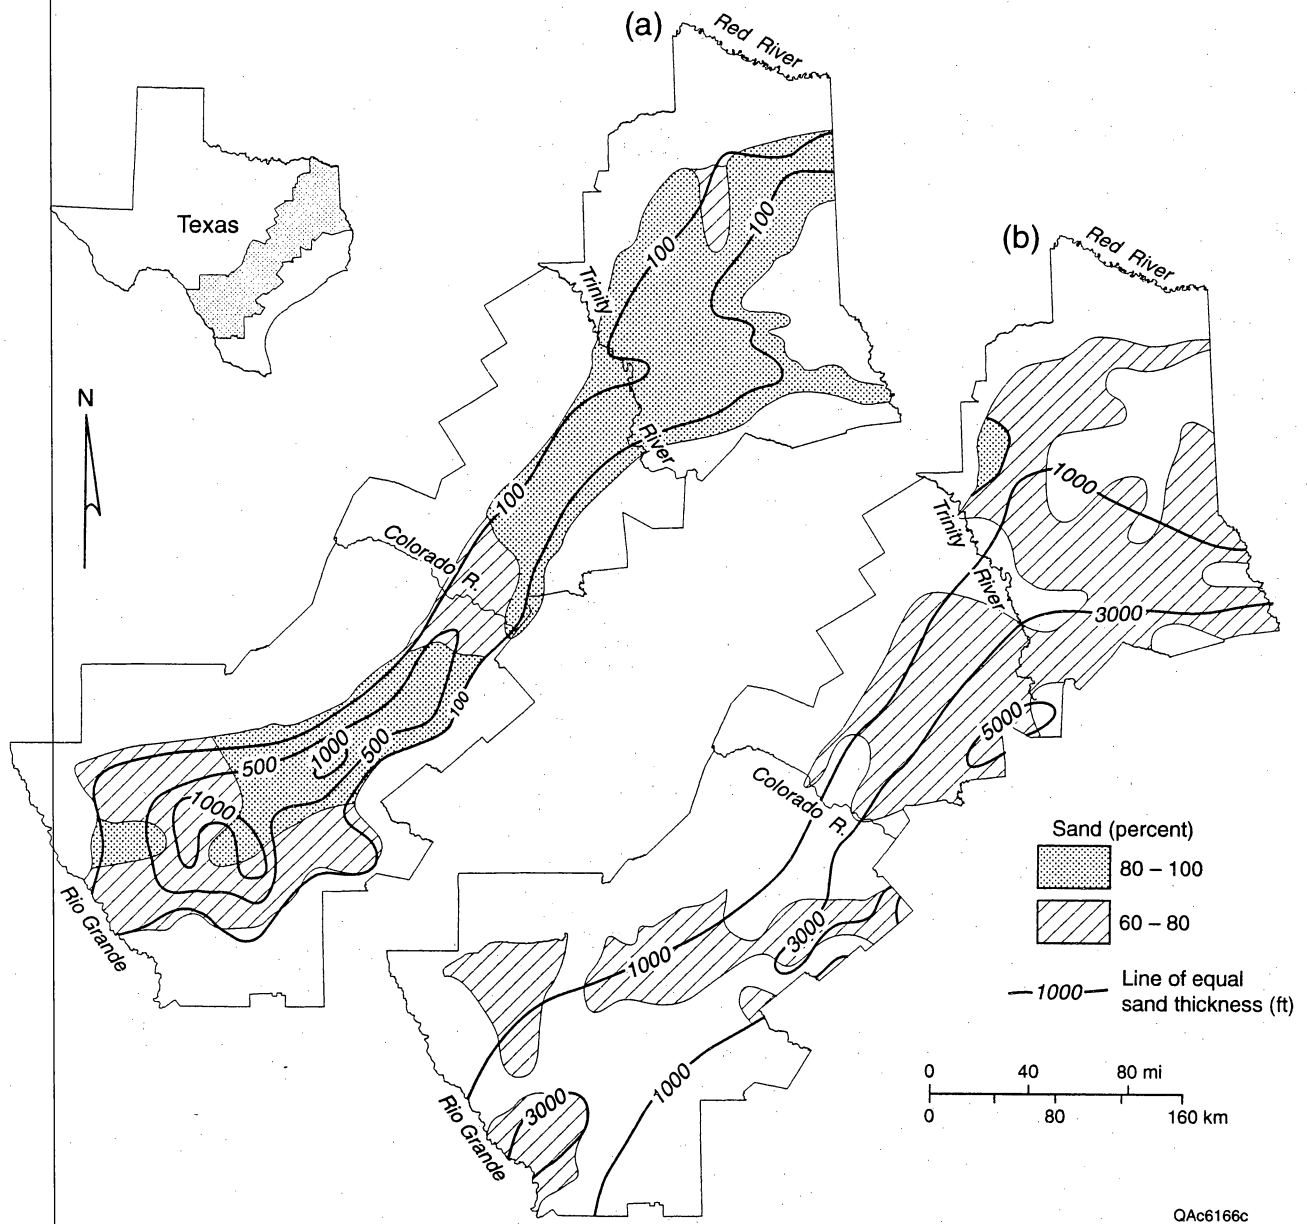 (a)
Red River
Texas
100
100
(b)
Red River
Trinity
River
N
100
Colorado R.
1000
Trinity
River
3000
100
500
1000
500
5000
1000
Colorado R.
Rio Grande
3000
1000
1000
3000
Rio Grande
Sand (percent)
80 – 100
60 – 80
1000
Line of equal
sand thickness (ft)
0 40 80 mi
0 80 160 km
QAc6166c